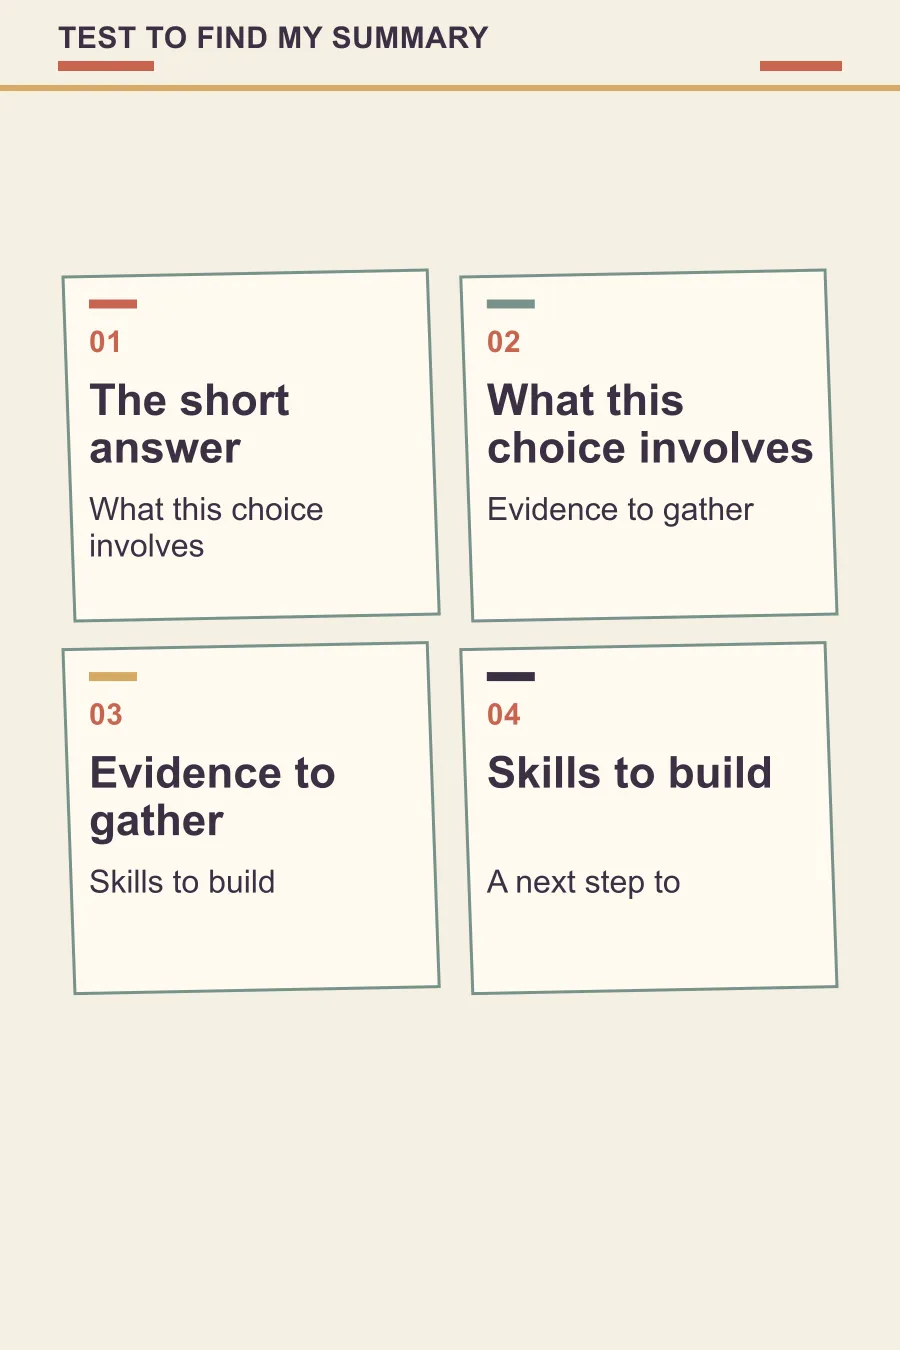 TEST TO FIND MY SUMMARY
01
The short
answer
What this choice
involves
02
What this
choice involves
Evidence to gather
03
Evidence to
gather
Skills to build
04
Skills to build
A next step to